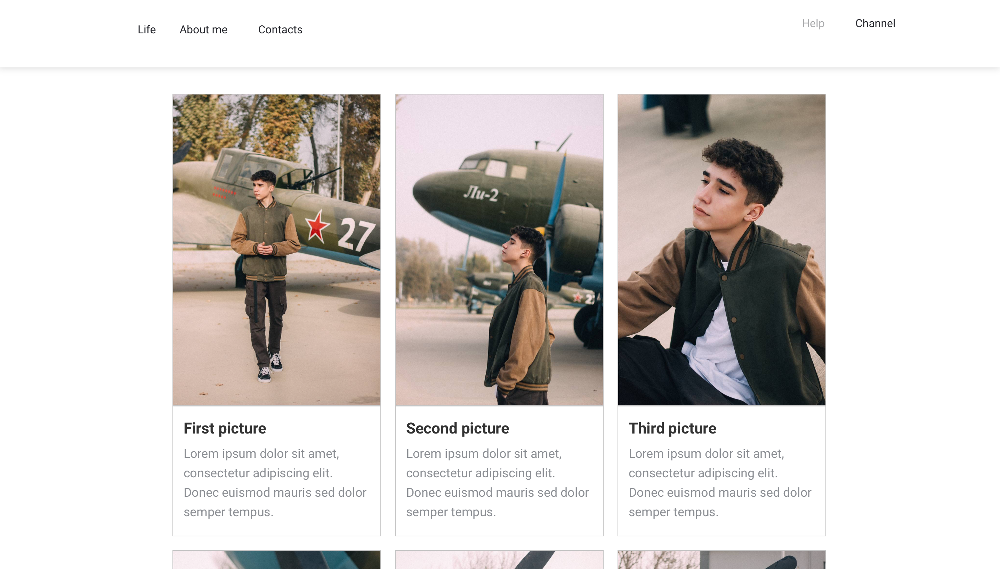 Life About me Contacts Help Channel
27
Ли-2
27
First picture
Lorem ipsum dolor sit amet,
consectetur adipiscing elit.
Donec euismod mauris sed dolor
semper tempus.
Second picture
Lorem ipsum dolor sit amet,
consectetur adipiscing elit.
Donec euismod mauris sed dolor
semper tempus.
Third picture
Lorem ipsum dolor sit amet,
consectetur adipiscing elit.
Donec euismod mauris sed dolor
semper tempus.